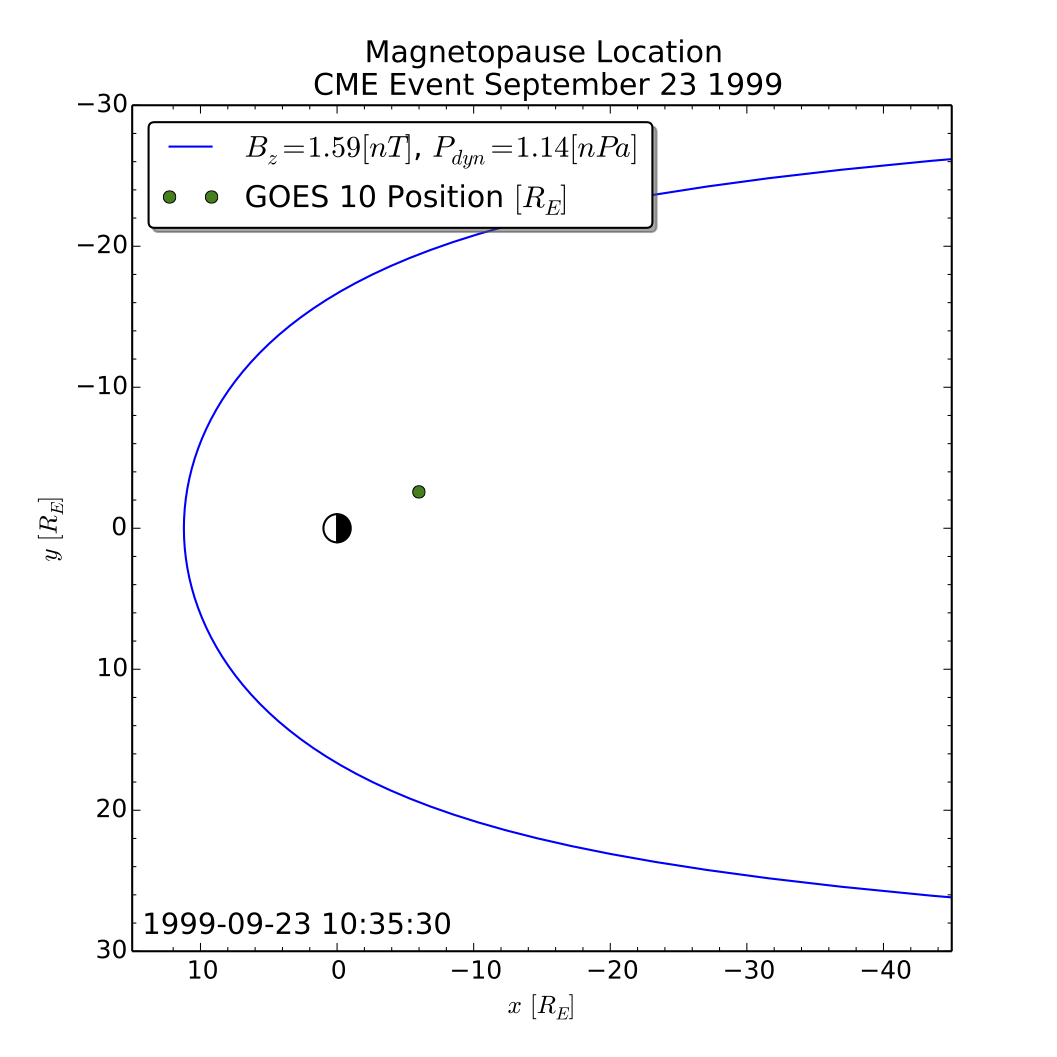 Magnetopause Location
CME Event September 23 1999
B_z=1.59[nT], P_dyn=1.14[nPa]
GOES 10 Position [R_E]
−30
−20
−10
0
10
20
30
y [R_E]
1999-09-23 10:35:30
10 0 −10 −20 −30 −40
x [R_E]